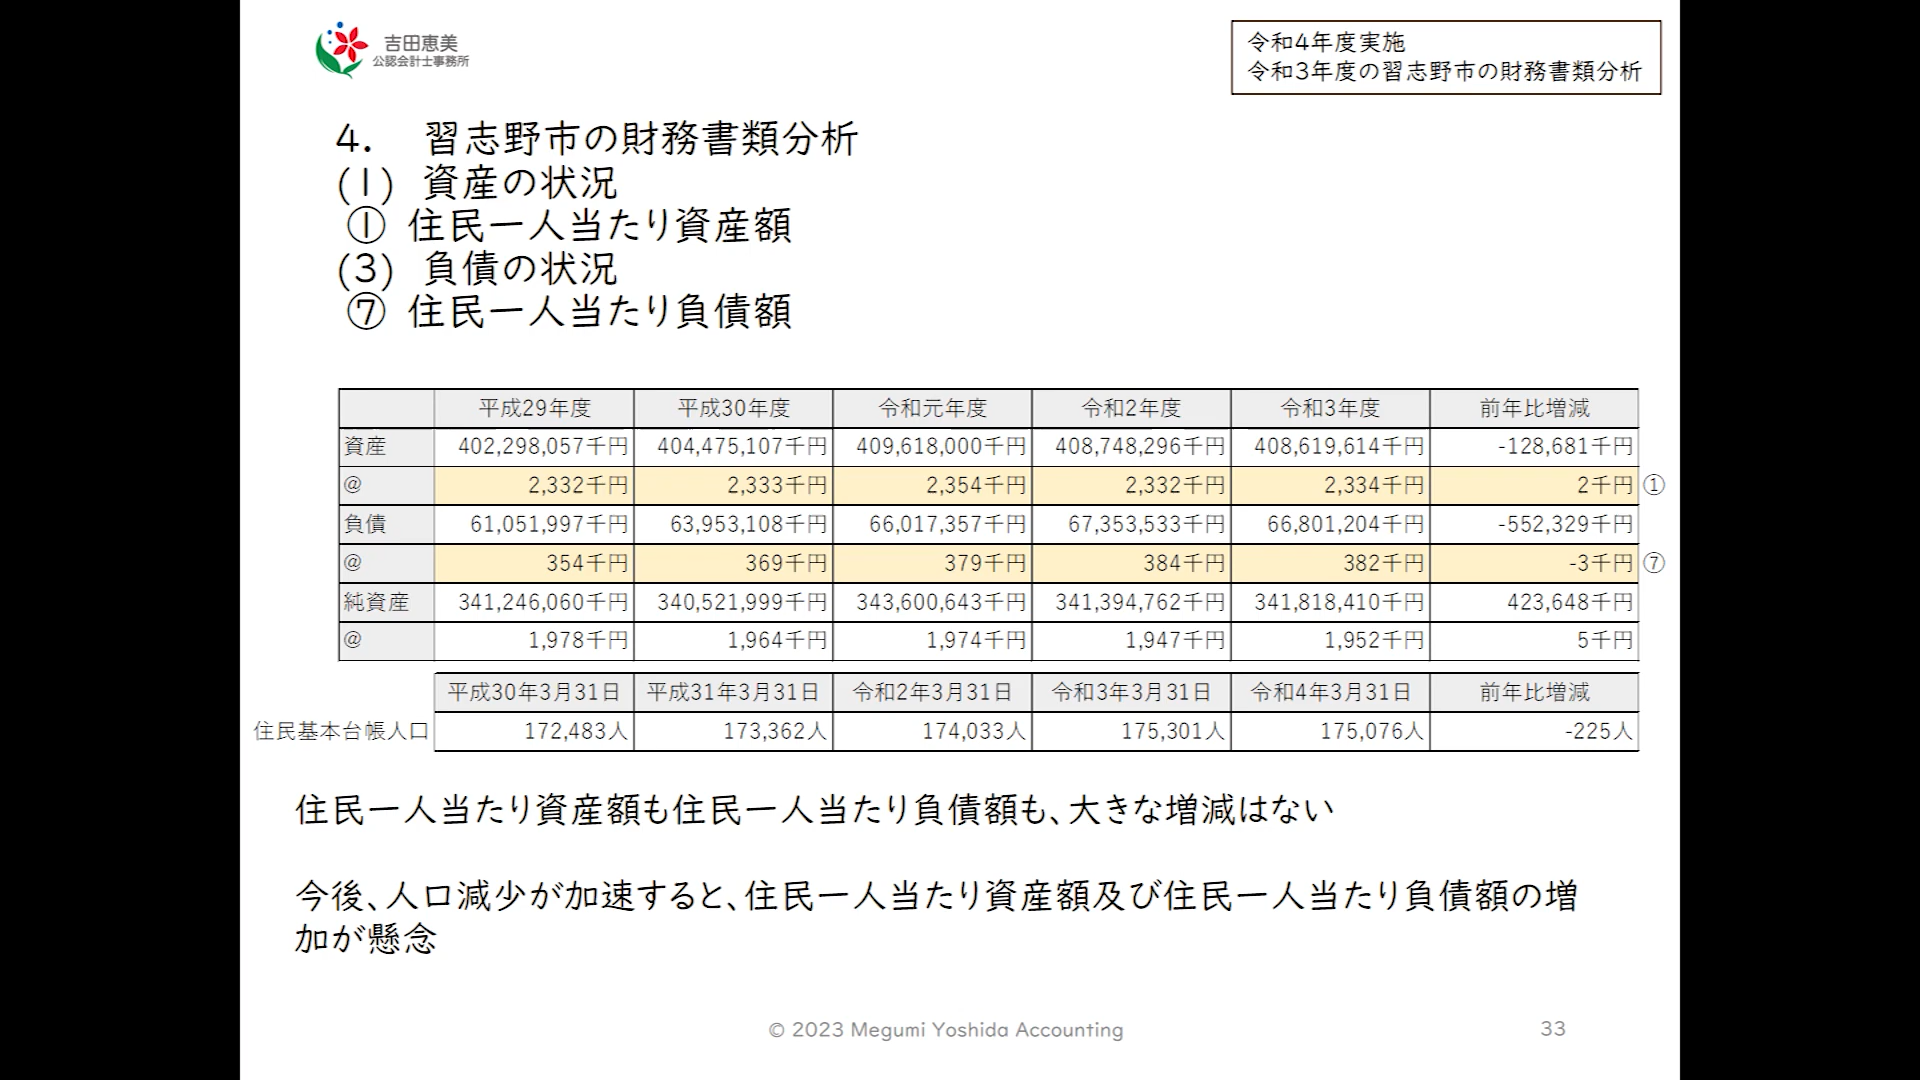 吉田恵美
公認会計士事務所
令和4年度実施
令和3年度の習志野市の財務書類分析
4. 習志野市の財務書類分析
(1) 資産の状況
① 住民一人当たり資産額
(3) 負債の状況
⑦ 住民一人当たり負債額
平成29年度 平成30年度 令和元年度 令和2年度 令和3年度 前年比増減
資産 402,298,057千円 404,475,107千円 409,618,000千円 408,748,296千円 408,619,614千円 -128,681千円
@ 2,332千円 2,333千円 2,354千円 2,332千円 2,334千円 2千円 ①
負債 61,051,997千円 63,953,108千円 66,017,357千円 67,353,533千円 66,801,204千円 -552,329千円
@ 354千円 369千円 379千円 384千円 382千円 -3千円 ⑦
純資産 341,246,060千円 340,521,999千円 343,600,643千円 341,394,762千円 341,818,410千円 423,648千円
@ 1,978千円 1,964千円 1,974千円 1,947千円 1,952千円 5千円
平成30年3月31日 平成31年3月31日 令和2年3月31日 令和3年3月31日 令和4年3月31日 前年比増減
住民基本台帳人口 172,483人 173,362人 174,033人 175,301人 175,076人 -225人
住民一人当たり資産額も住民一人当たり負債額も、大きな増減はない
今後、人口減少が加速すると、住民一人当たり資産額及び住民一人当たり負債額の増
加が懸念
© 2023 Megumi Yoshida Accounting
33